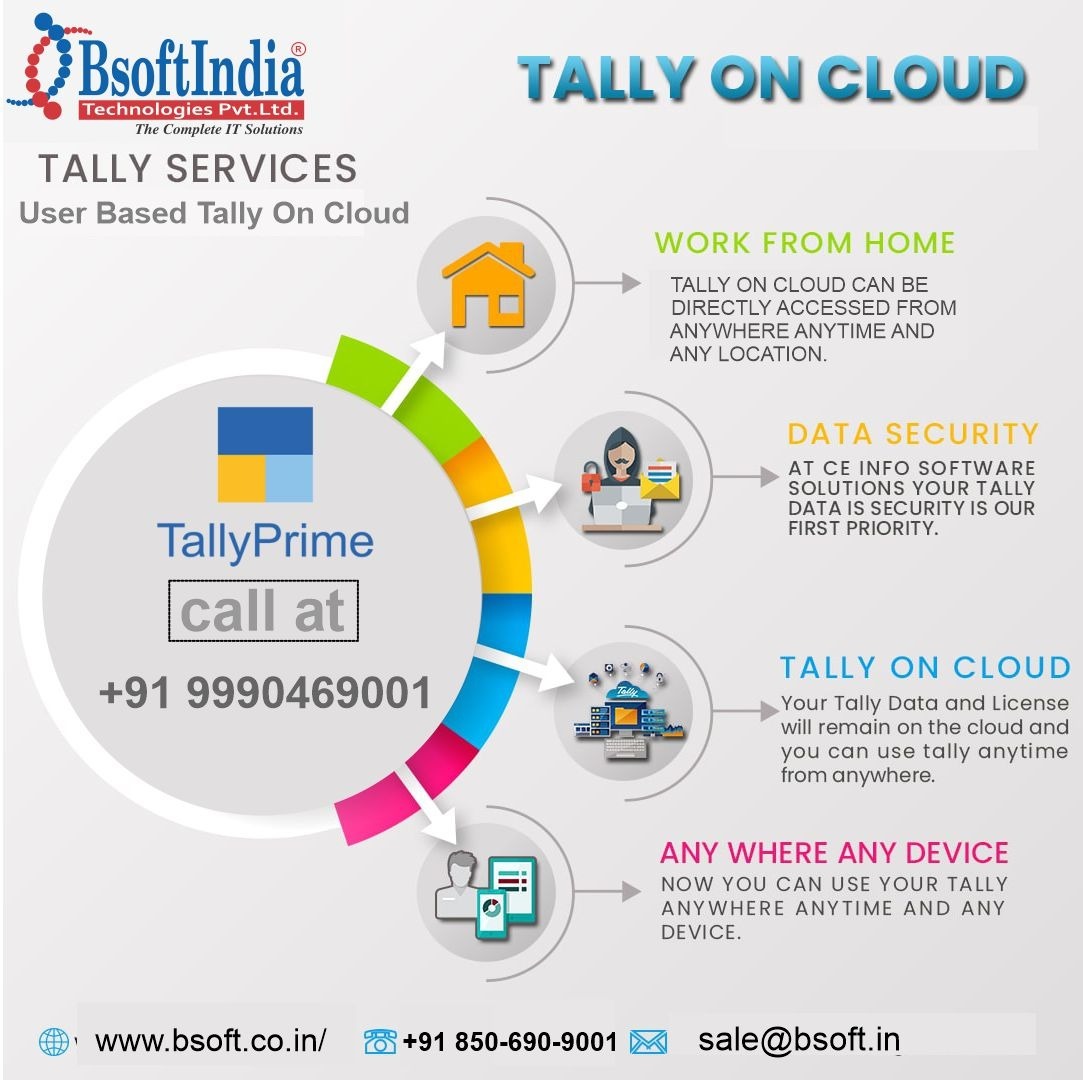 BsoftIndia®
Technologies Pvt.Ltd.
The Complete IT Solutions
TALLY ON CLOUD
TALLY SERVICES
User Based Tally On Cloud
WORK FROM HOME
TALLY ON CLOUD CAN BE
DIRECTLY ACCESSED FROM
ANYWHERE ANYTIME AND
ANY LOCATION.
DATA SECURITY
AT CE INFO SOFTWARE
SOLUTIONS YOUR TALLY
DATA IS SECURITY IS OUR
FIRST PRIORITY.
TallyPrime
call at
+91 9990469001
Tally
TALLY ON CLOUD
Your Tally Data and License
will remain on the cloud and
you can use tally anytime
from anywhere.
ANY WHERE ANY DEVICE
NOW YOU CAN USE YOUR TALLY
ANYWHERE ANYTIME AND ANY
DEVICE.
www.bsoft.co.in/
+91 850-690-9001
sale@bsoft.in